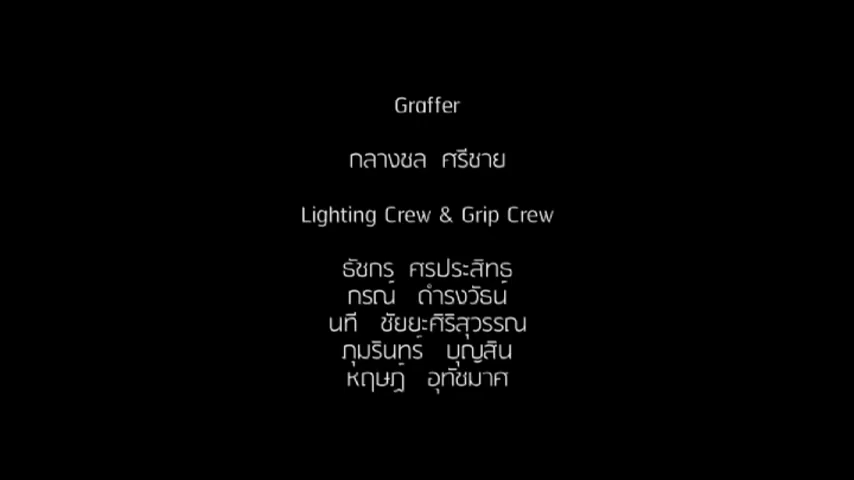 Graffer
กลางชล ศรีชาย
Lighting Crew & Grip Crew
ธัชกร ศรประสิทธ
กรณ์ ดำรงวัธน์
นที ชัยยะศิริสุวรรณ
ภุมรินทร์ บุญสิน
หฤษฎ์ อุทัชมาศ